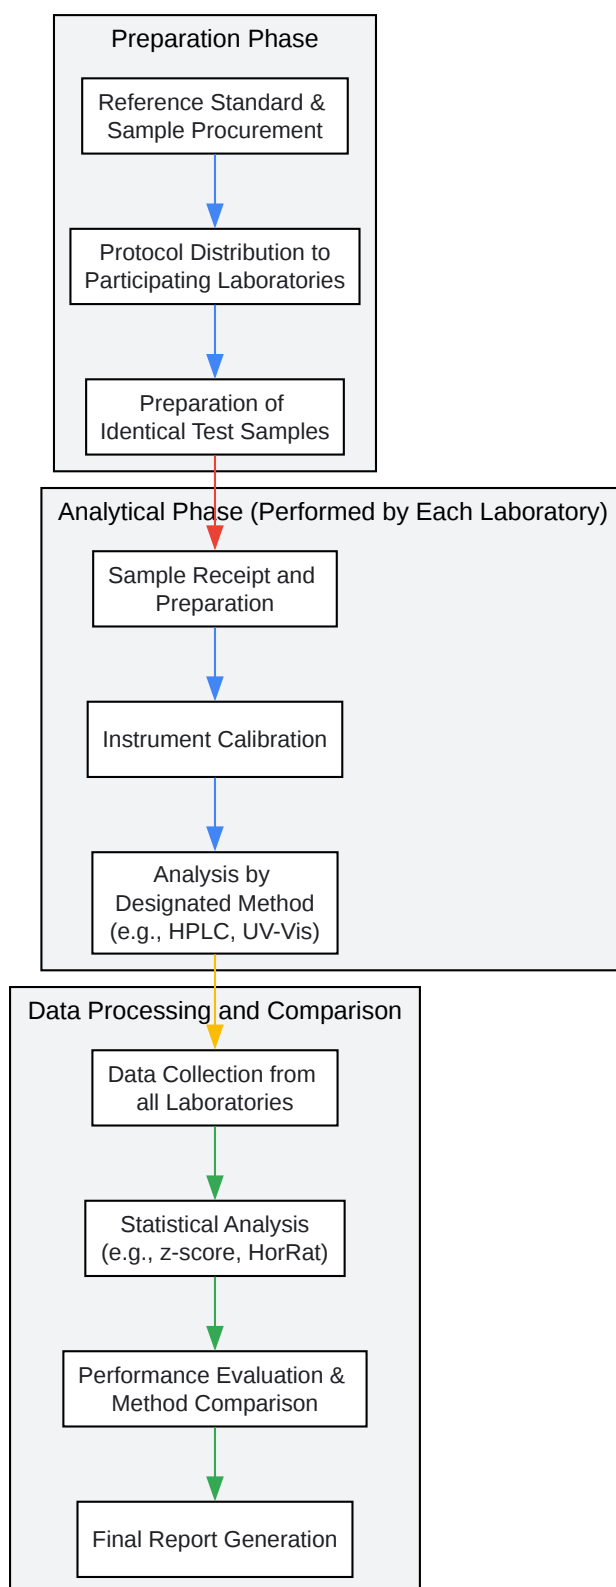 Preparation Phase
Reference Standard &
Sample Procurement
Protocol Distribution to
Participating Laboratories
Preparation of
Identical Test Samples
Analytical Phase (Performed by Each Laboratory)
Sample Receipt and
Preparation
Instrument Calibration
Analysis by
Designated Method
(e.g., HPLC, UV-Vis)
Data Processing and Comparison
Data Collection from
all Laboratories
Statistical Analysis
(e.g., z-score, HorRat)
Performance Evaluation &
Method Comparison
Final Report Generation